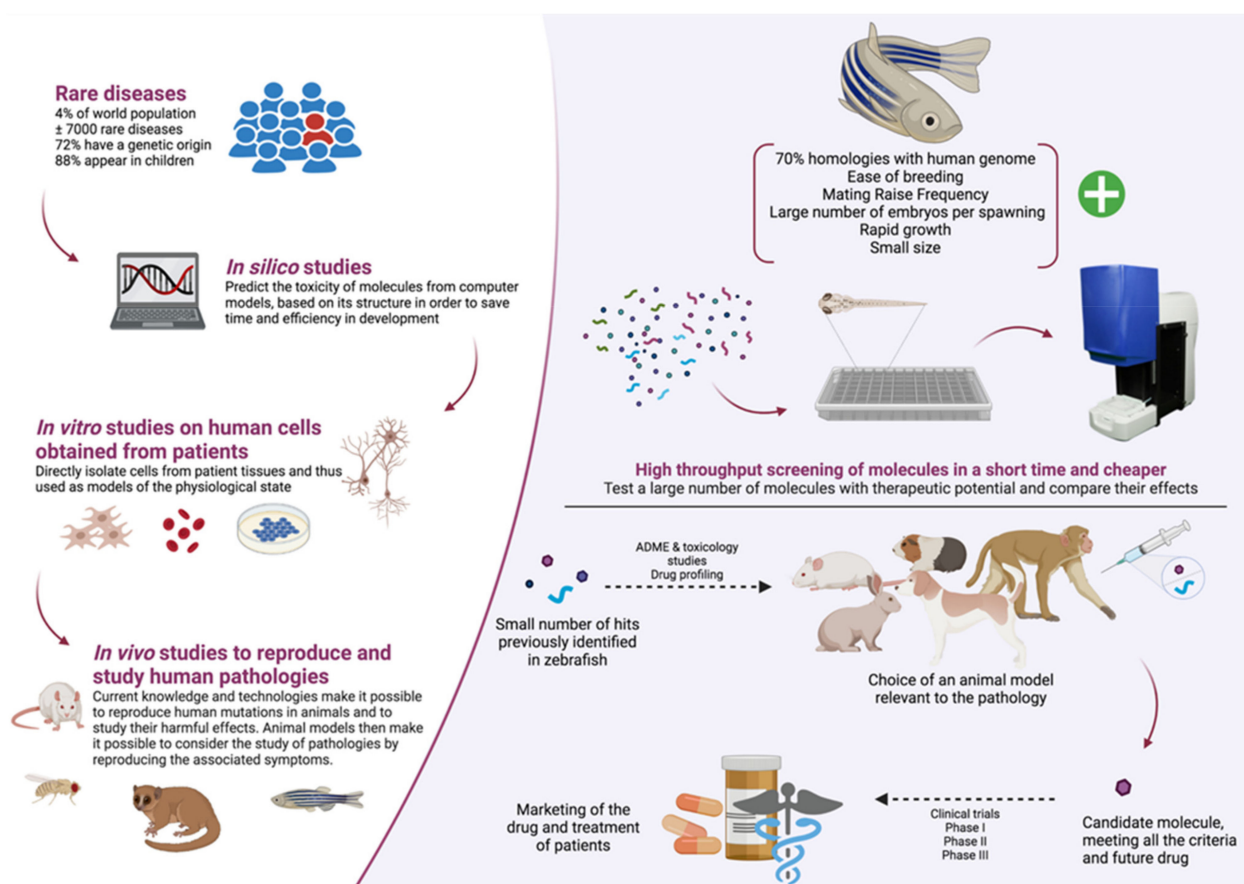 Rare diseases
4% of world population
± 7000 rare diseases
72% have a genetic origin
88% appear in children
In silico studies
Predict the toxicity of molecules from computer
models, based on its structure in order to save
time and efficiency in development
In vitro studies on human cells
obtained from patients
Directly isolate cells from patient tissues and thus
used as models of the physiological state
In vivo studies to reproduce and
study human pathologies
Current knowledge and technologies make it possible
to reproduce human mutations in animals and to
study their harmful effects. Animal models then make
it possible to consider the study of pathologies by
reproducing the associated symptoms.
70% homologies with human genome
Ease of breeding
Mating Raise Frequency
Large number of embryos per spawning
Rapid growth
Small size
High throughput screening of molecules in a short time and cheaper
Test a large number of molecules with therapeutic potential and compare their effects
Small number of hits
previously identified
in zebrafish
ADME & toxicology
studies
Drug profiling
Choice of an animal model
relevant to the pathology
Candidate molecule,
meeting all the criteria
and future drug
Clinical trials
Phase I
Phase II
Phase III
Marketing of the
drug and treatment
of patients